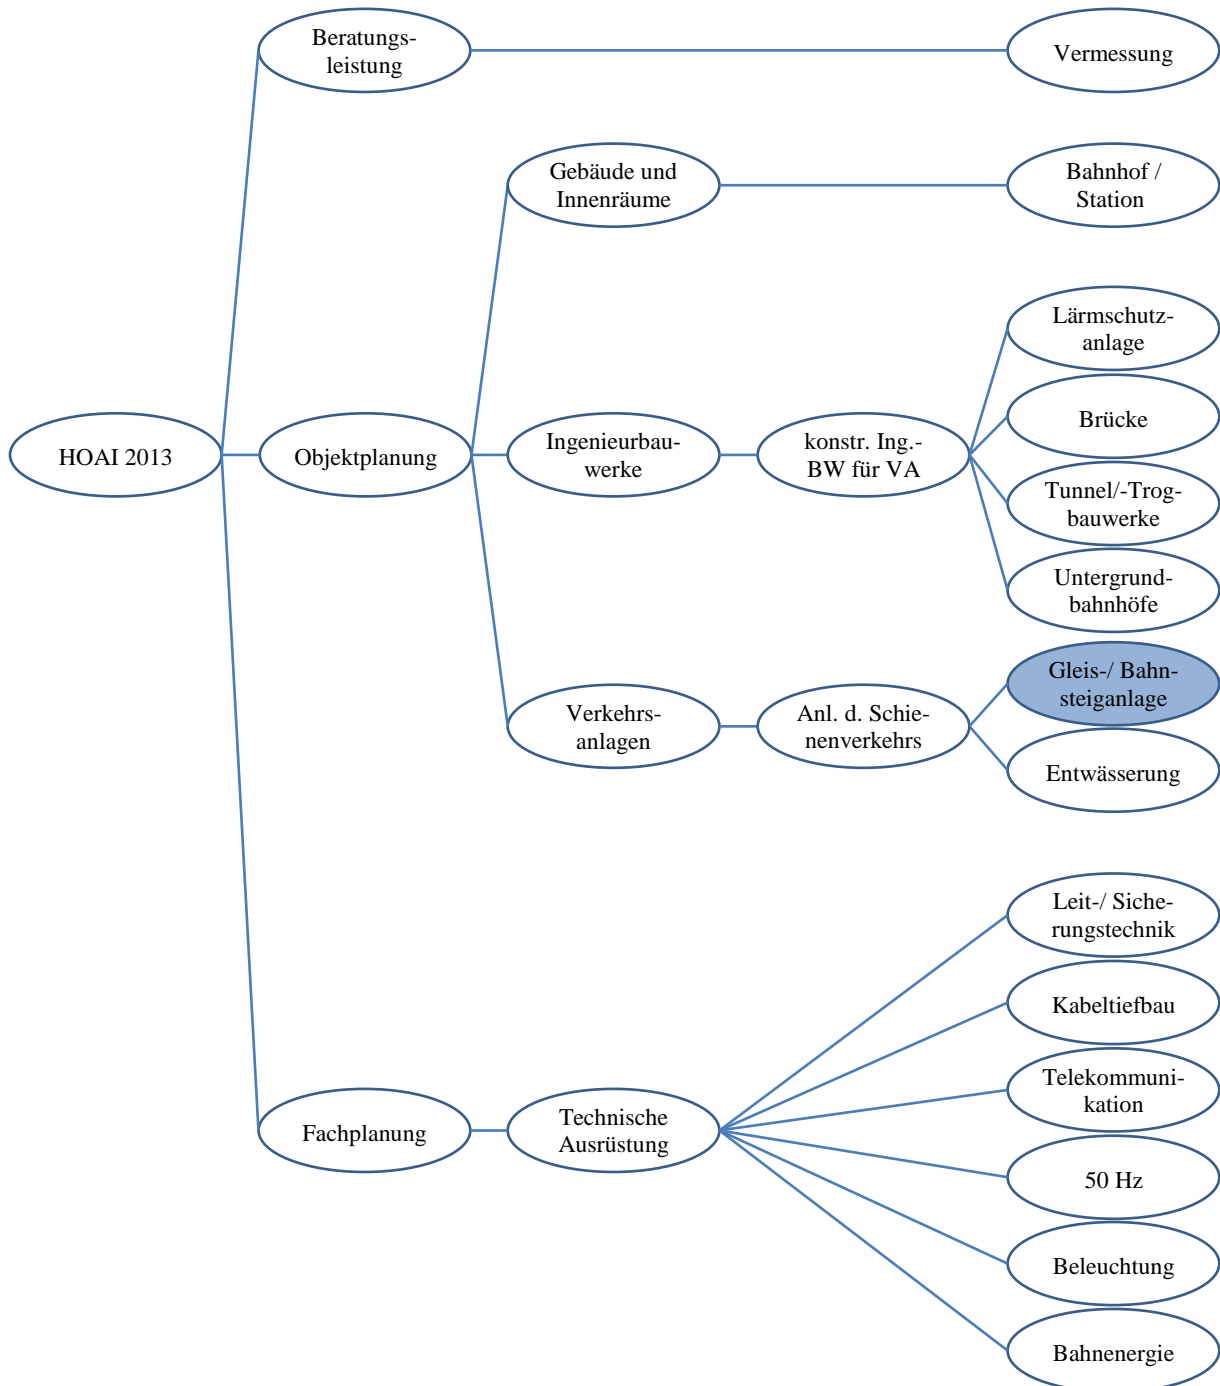 Beratungs-
leistung
Vermessung
Gebäude und
Innenräume
Bahnhof /
Station
Lärmschutz-
anlage
Brücke
HOAI 2013
Objektplanung
Ingenieurbau-
werke
konstr. Ing.-
BW für VA
Tunnel/-Trog-
bauwerke
Untergrund-
bahnhöfe
Gleis-/ Bahn-
steiganlage
Verkehrs-
anlagen
Anl. d. Schie-
nenverkehrs
Entwässerung
Leit-/ Siche-
rungstechnik
Kabeltiefbau
Telekommuni-
kation
Fachplanung
Technische
Ausrüstung
50 Hz
Beleuchtung
Bahnenergie